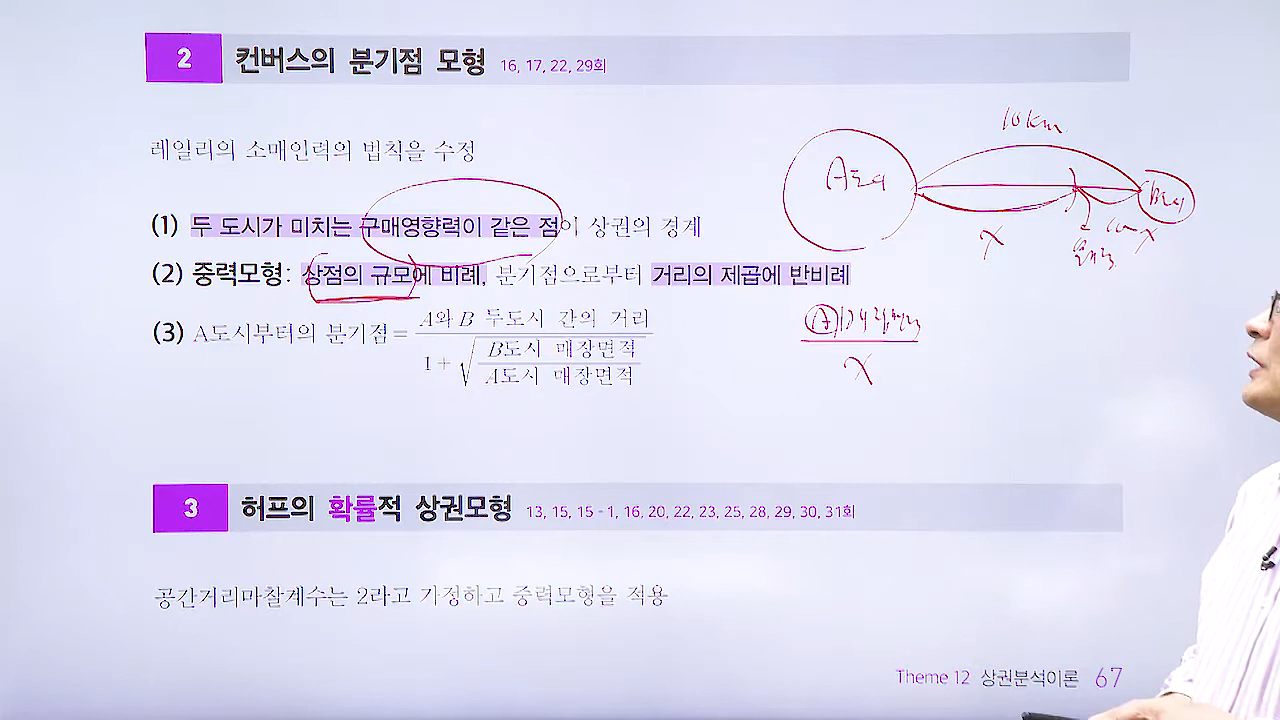 2 컨버스의 분기점 모형 16, 17, 22, 29회
10km
레일리의 소매인력의 법칙을 수정
A도시
B도시
(1) 두 도시가 미치는 구매영향력이 같은 점이 상권의 경계
X
10km-X
(2) 중력모형: 상점의 규모에 비례, 분기점으로부터 거리의 제곱에 반비례
(3) A도시부터의 분기점 = A와 B 두도시 간의 거리
1 + √ B도시 매장면적
A도시 매장면적
X
3 허프의 확률적 상권모형 13, 15, 15 - 1, 16, 20, 22, 23, 25, 28, 29, 30, 31회
공간거리마찰계수는 2라고 가정하고 중력모형을 적용
Theme 12 상권분석이론 67